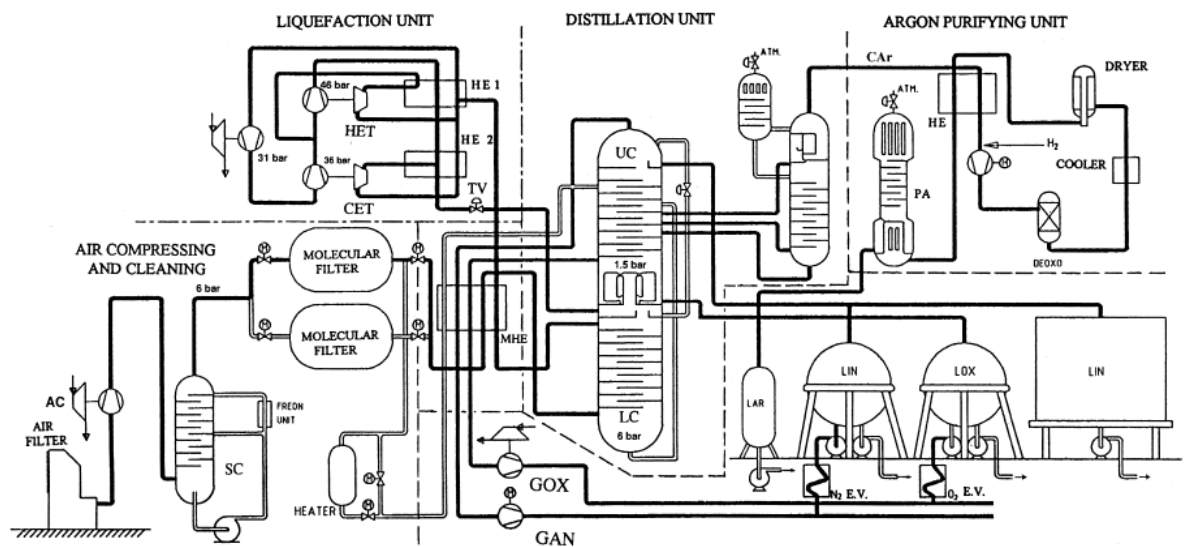 LIQUEFACTION UNIT
DISTILLATION UNIT
ARGON PURIFYING UNIT
46 bar
HE 1
HET
31 bar
36 bar
HE 2
CET
TV
ATM.
UC
1.5 bar
LC
6 bar
CAr
ATM.
HE
DRYER
H₂
M
COOLER
PA
DEOXO
AIR COMPRESSING
AND CLEANING
6 bar
M
MOLECULAR
FILTER
M
M
MOLECULAR
FILTER
M
MHE
AC
AIR
FILTER
FREON
UNIT
SC
HEATER
M
M
GOX
M
GAN
LAR
LIN
LOX
LIN
N₂ E.V.
O₂ E.V.